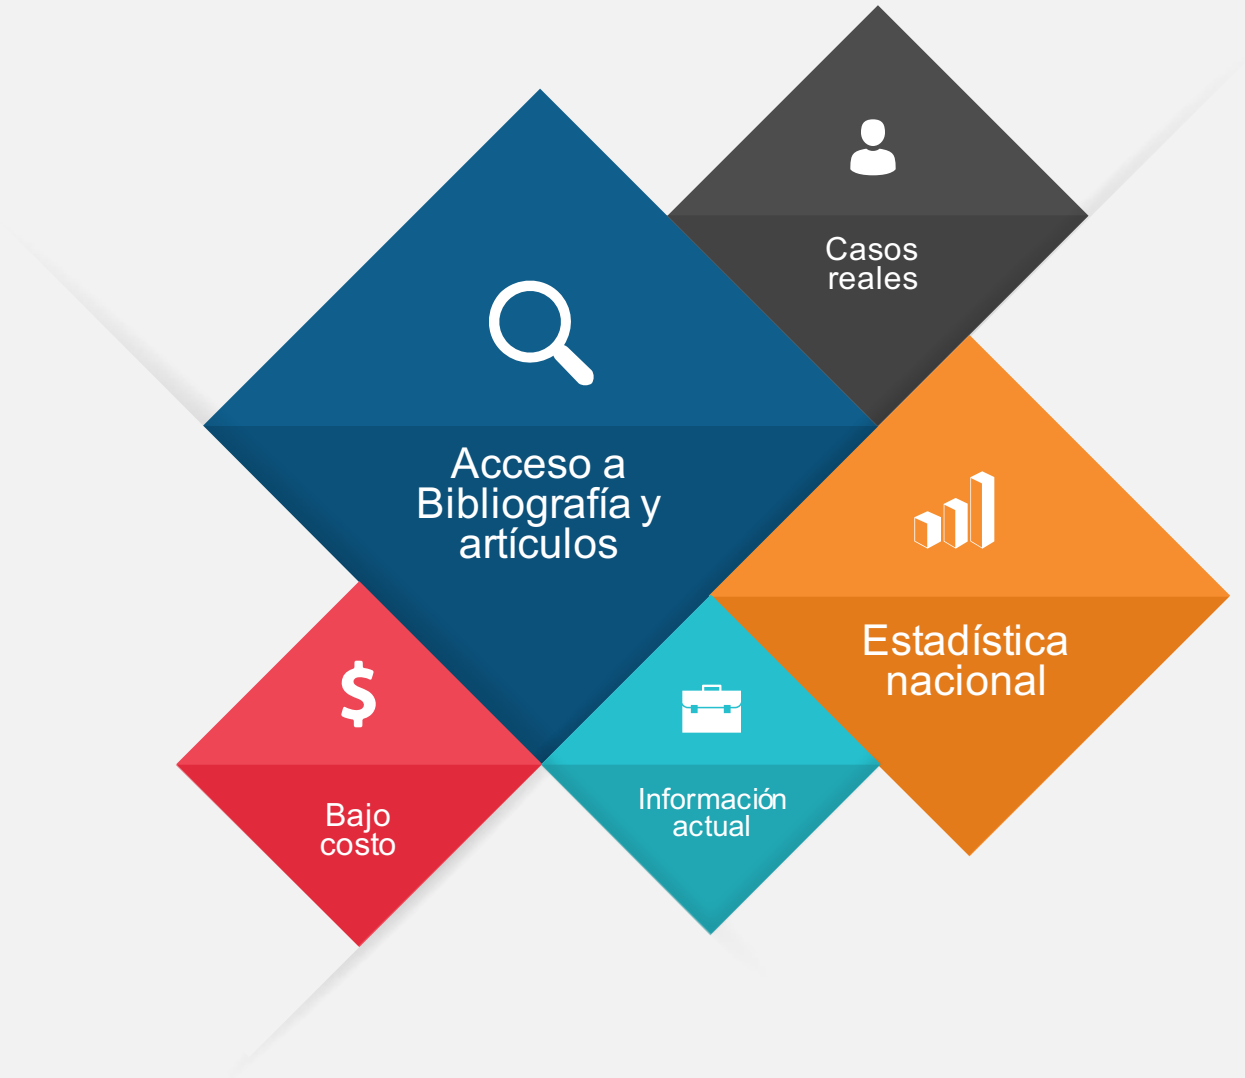 Casos
reales
Acceso a
Bibliografía y
artículos
Estadística
nacional
$
Bajo
costo
Información
actual